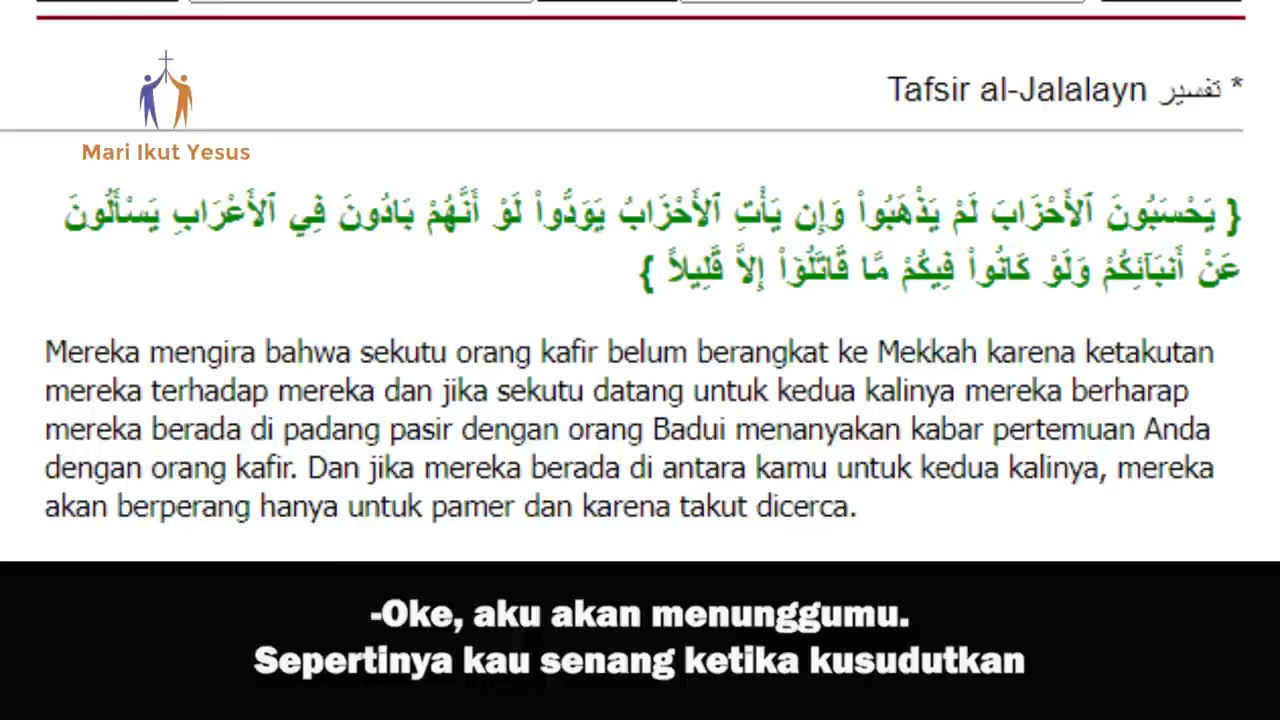 * تفسير Tafsir al-Jalalayn
Mari Ikut Yesus
{ يَحْسَبُونَ ٱلأَحْزَابَ لَمْ يَذْهَبُواْ وَإِن يَأْتِ ٱلأَحْزَابُ يَوَدُّواْ لَوْ أَنَّهُمْ بَادُونَ فِي ٱلأَعْرَابِ يَسْأَلُونَ
عَنْ أَنبَآئِكُمْ وَلَوْ كَانُواْ فِيكُمْ مَّا قَاتَلُوۤاْ إِلاَّ قَلِيلاً }
Mereka mengira bahwa sekutu orang kafir belum berangkat ke Mekkah karena ketakutan
mereka terhadap mereka dan jika sekutu datang untuk kedua kalinya mereka berharap
mereka berada di padang pasir dengan orang Badui menanyakan kabar pertemuan Anda
dengan orang kafir. Dan jika mereka berada di antara kamu untuk kedua kalinya, mereka
akan berperang hanya untuk pamer dan karena takut dicerca.
-Oke, aku akan menunggumu.
Sepertinya kau senang ketika kusudutkan